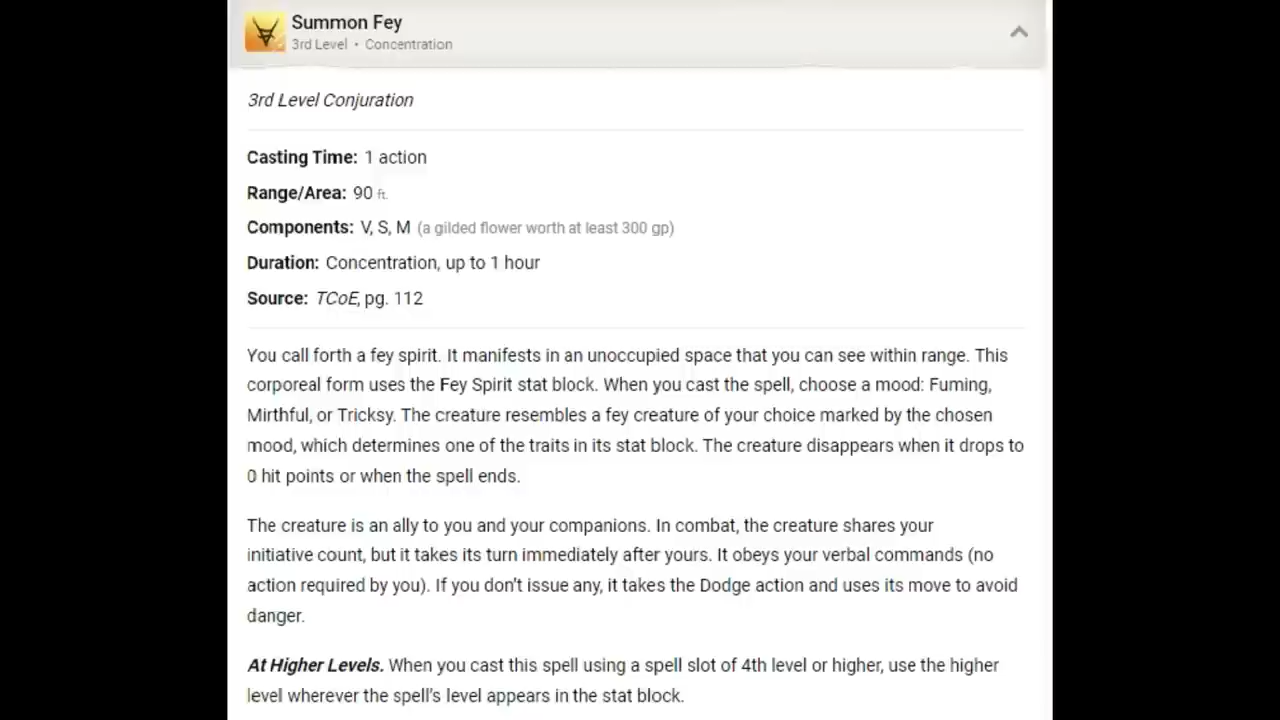 Summon Fey
3rd Level • Concentration
3rd Level Conjuration
Casting Time: 1 action
Range/Area: 90 ft.
Components: V, S, M (a gilded flower worth at least 300 gp)
Duration: Concentration, up to 1 hour
Source: TCoE, pg. 112
You call forth a fey spirit. It manifests in an unoccupied space that you can see within range. This
corporeal form uses the Fey Spirit stat block. When you cast the spell, choose a mood: Fuming,
Mirthful, or Tricksy. The creature resembles a fey creature of your choice marked by the chosen
mood, which determines one of the traits in its stat block. The creature disappears when it drops to
0 hit points or when the spell ends.
The creature is an ally to you and your companions. In combat, the creature shares your
initiative count, but it takes its turn immediately after yours. It obeys your verbal commands (no
action required by you). If you don't issue any, it takes the Dodge action and uses its move to avoid
danger.
At Higher Levels. When you cast this spell using a spell slot of 4th level or higher, use the higher
level wherever the spell's level appears in the stat block.